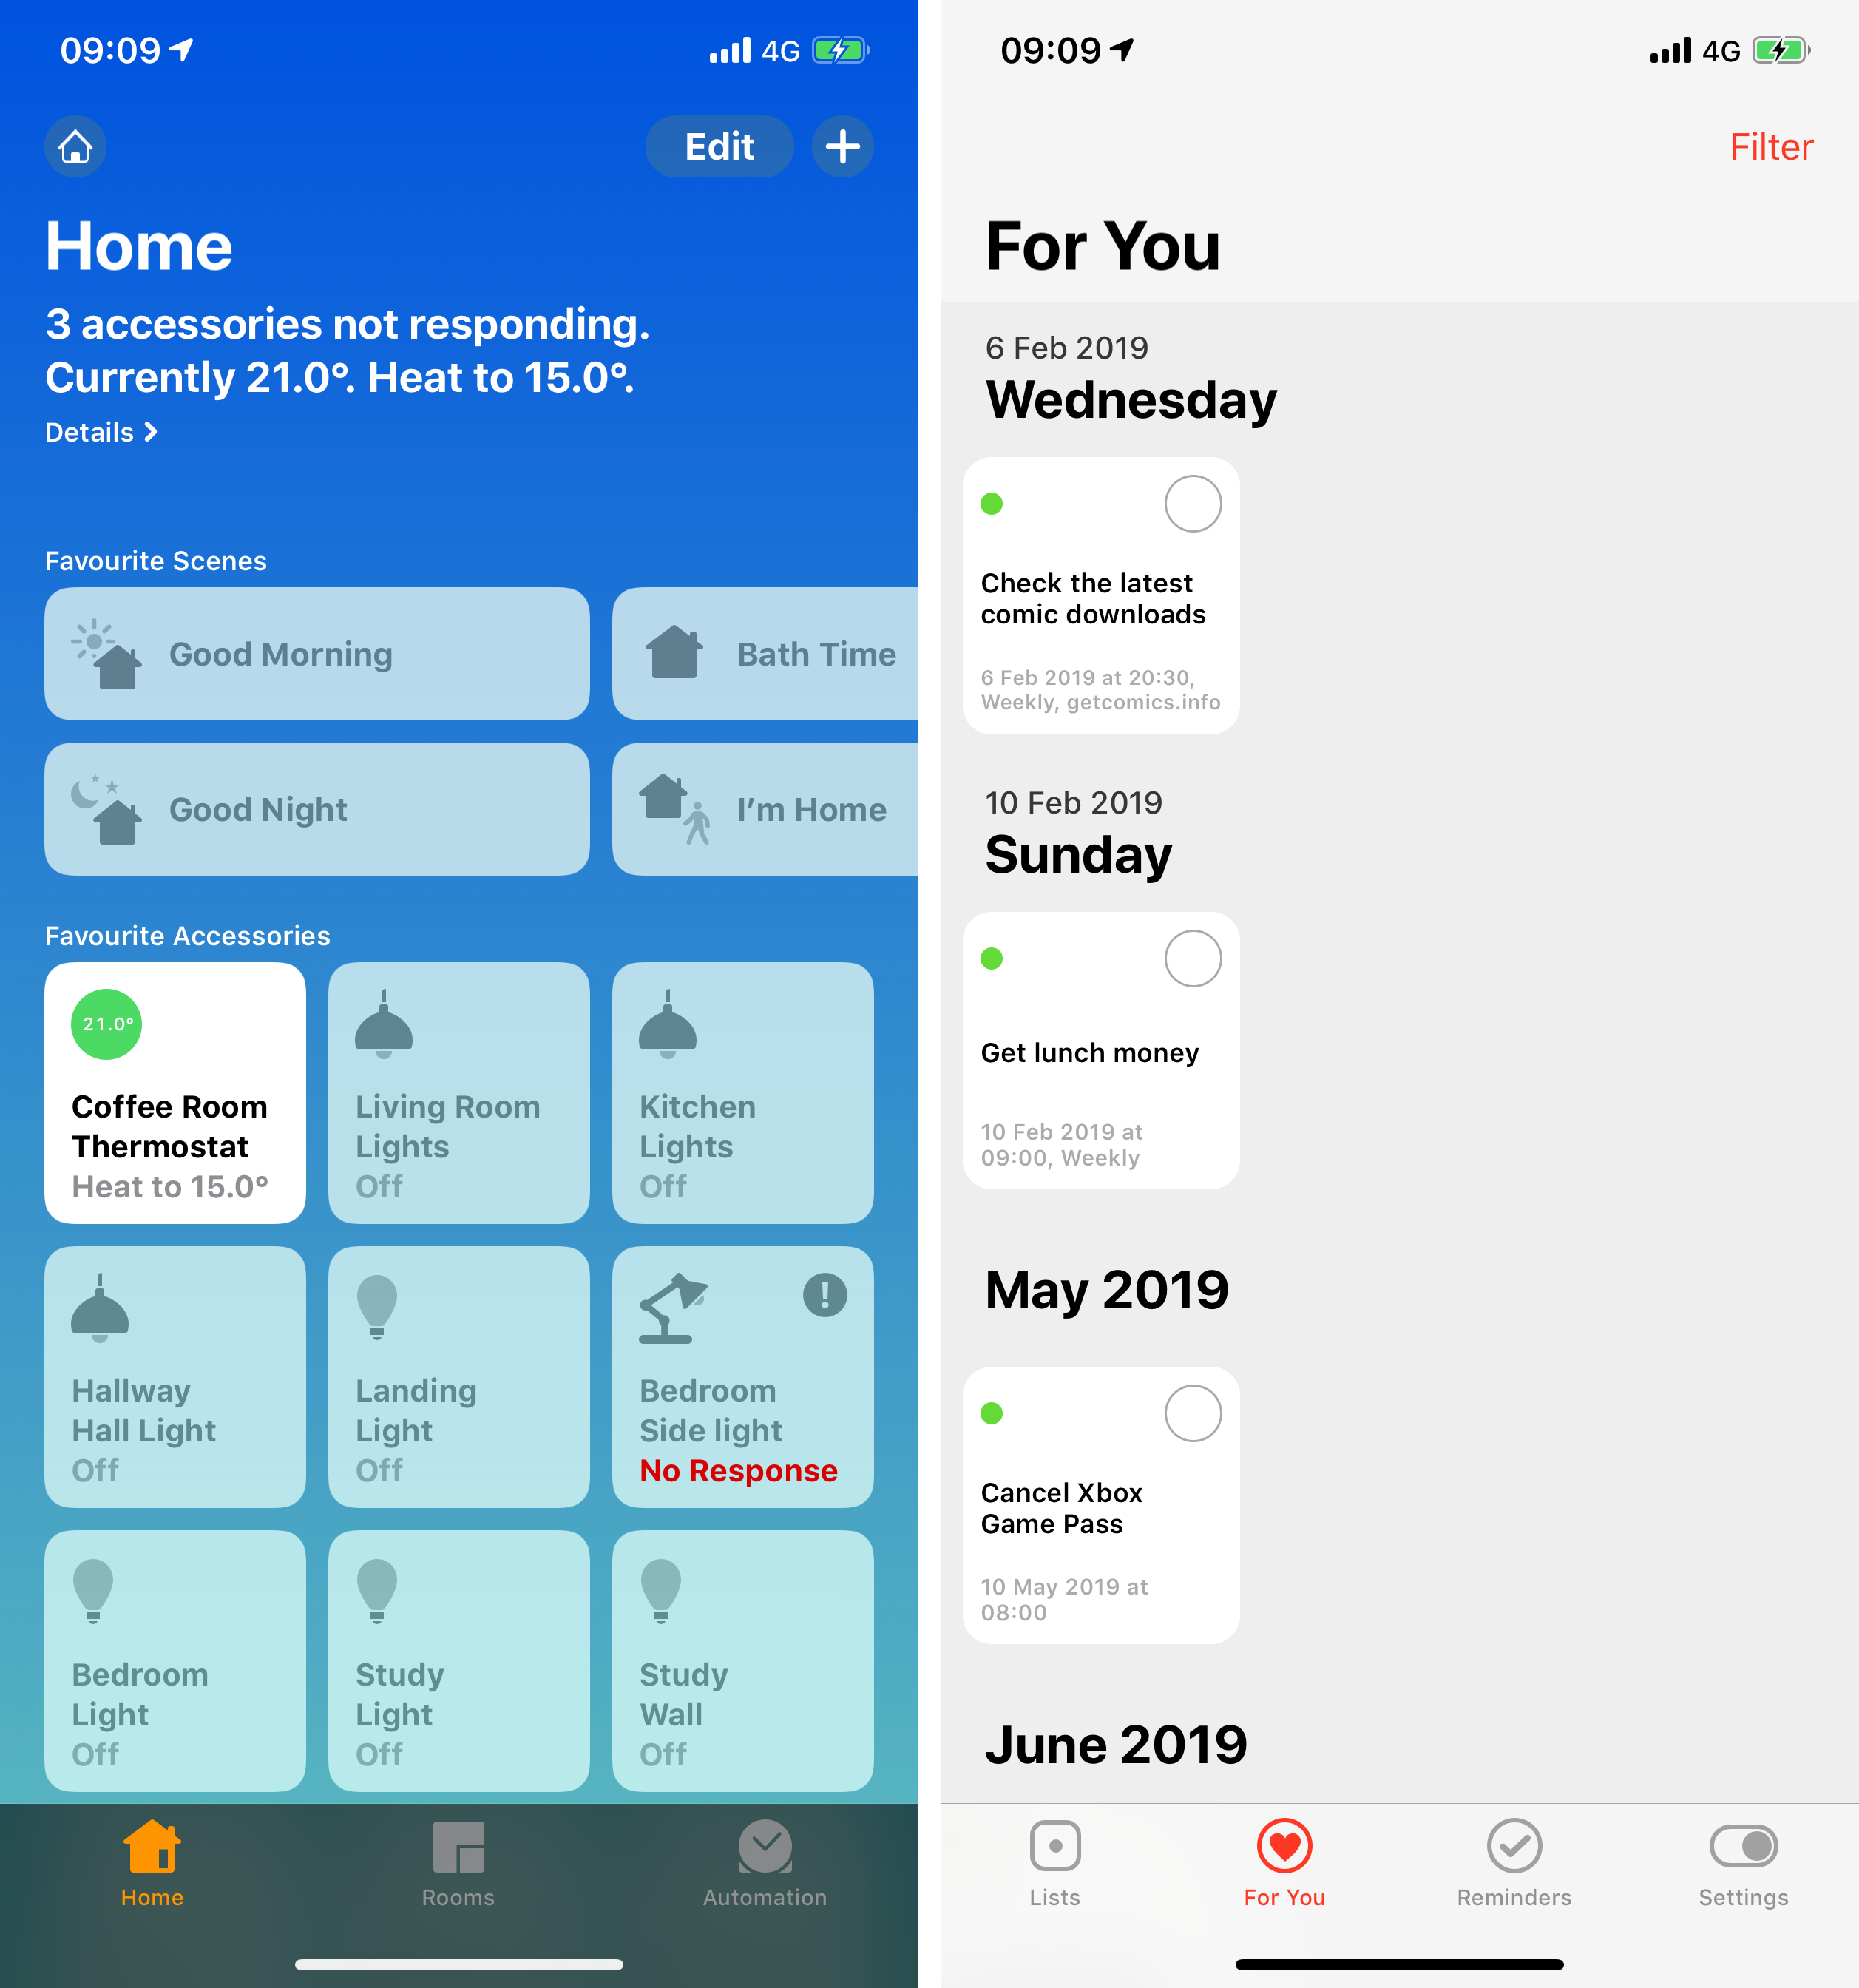 09:09
4G
Edit
Home
3 accessories not responding.
Currently 21.0°. Heat to 15.0°.
Details
Favourite Scenes
Good Morning
Bath Time
Good Night
I’m Home
Favourite Accessories
21.0°
Coffee Room
Thermostat
Heat to 15.0°
Living Room
Lights
Off
Kitchen
Lights
Off
Hallway
Hall Light
Off
Landing
Light
Off
Bedroom
Side light
No Response
Bedroom
Light
Off
Study
Light
Off
Study
Wall
Off
Home
Rooms
Automation
09:09
4G
Filter
For You
6 Feb 2019
Wednesday
Check the latest
comic downloads
6 Feb 2019 at 20:30,
Weekly, getcomics.info
10 Feb 2019
Sunday
Get lunch money
10 Feb 2019 at
09:00, Weekly
May 2019
Cancel Xbox
Game Pass
10 May 2019 at
08:00
June 2019
Lists
For You
Reminders
Settings